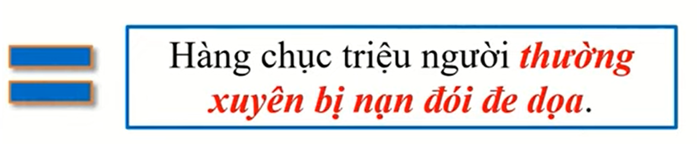 Hàng chục triệu người thường
xuyên bị nạn đói đe dọa.